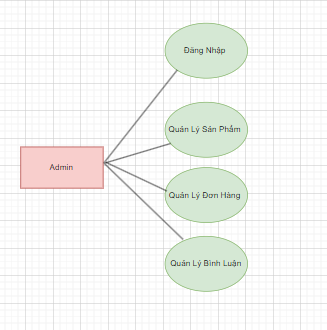 Đăng Nhập
Quản Lý Sản Phẩm
Admin
Quản Lý Đơn Hàng
Quản Lý Bình Luận